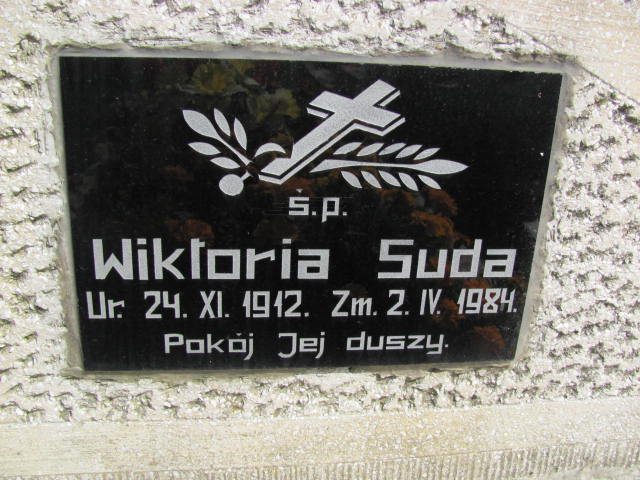 ś.p.
Wiktoria Suda
Ur. 24. XI. 1912. Zm. 2. IV. 1984.
Pokój Jej duszy.